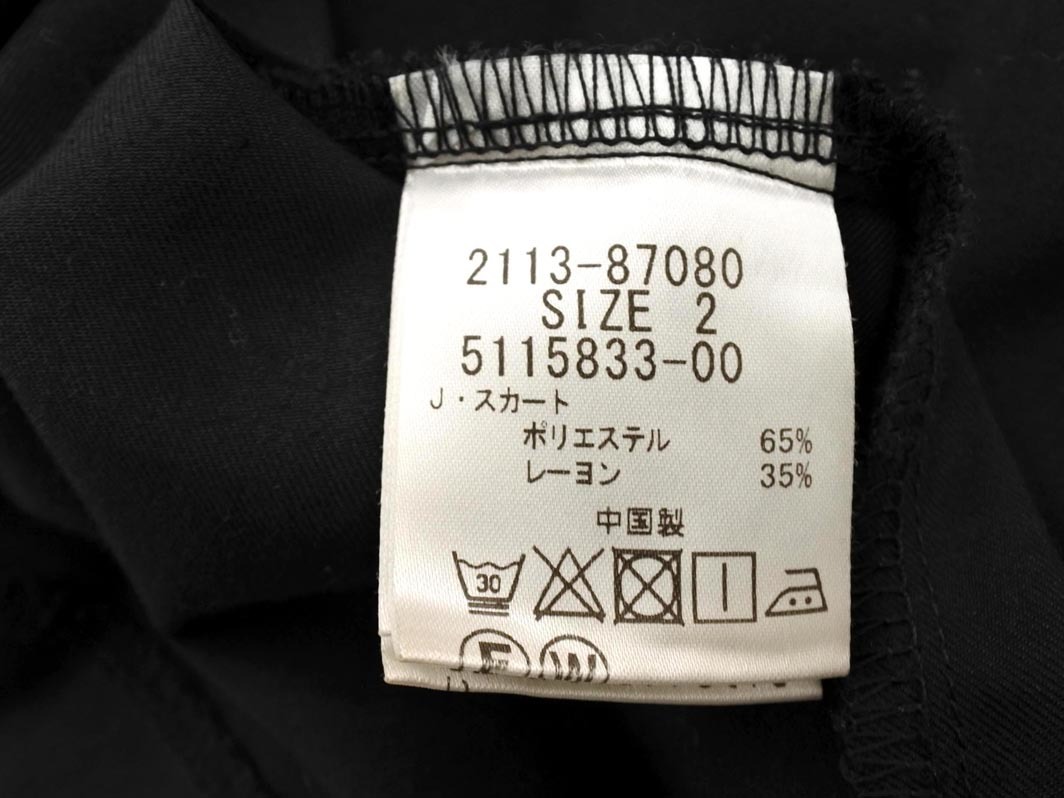 2113-87080
SIZE 2
5115833-00
J・スカート
ポリエステル 65%
レーヨン 35%
中国製
30
F W